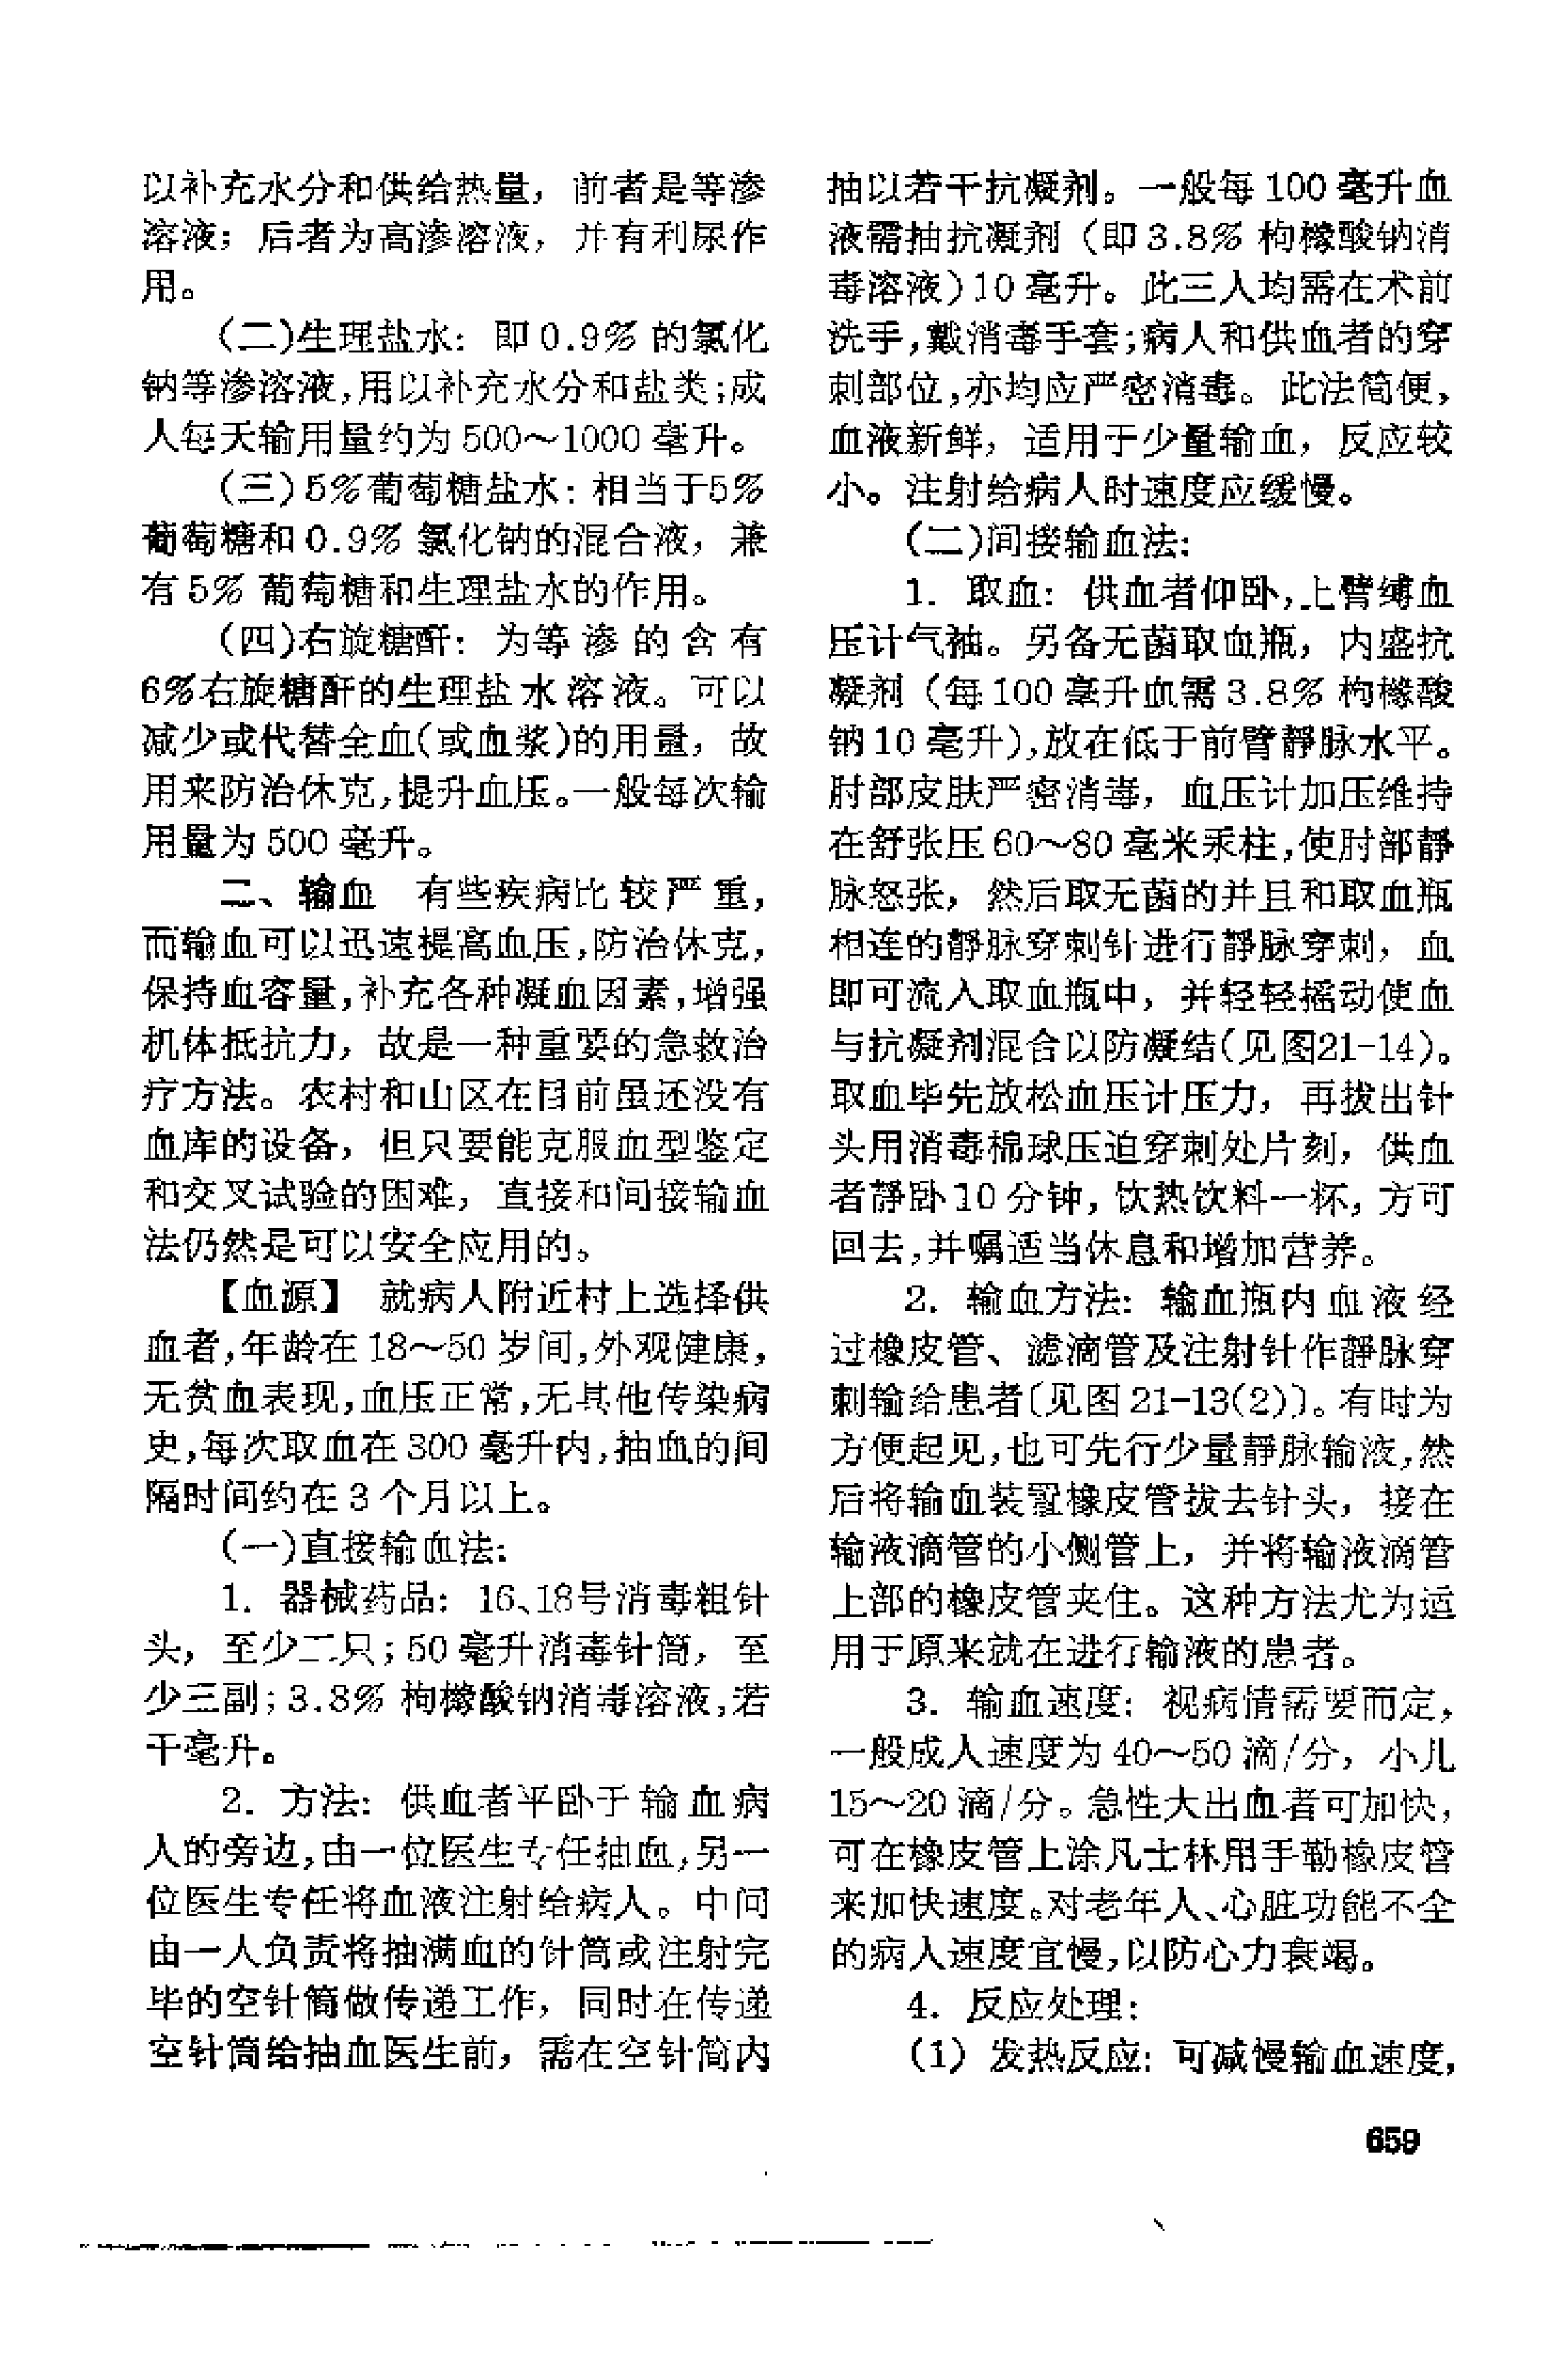 以补充水分和供给热量，前者是等渗
溶液；后者为高渗溶液，并有利尿作
用。
(二)生理盐水：即0.9% 的氯化
钠等渗溶液,用以补充水分和盐类;成
人每天输用量约为500～1000毫升。
(三)5%葡萄糖盐水：相当于5%
葡萄糖和0.9% 氯化钠的混合液，兼
有5% 葡萄糖和生理盐水的作用。
(四)右旋糖酐：为等渗的含有
6%右旋糖酐的生理盐水溶液。可以
减少或代替全血(或血浆)的用量，故
用来防治休克,提升血压。一般每次输
用量为500毫升。
二、输血　有些疾病比较严重，
而输血可以迅速提高血压,防治休克，
保持血容量,补充各种凝血因素,增强
机体抵抗力，故是一种重要的急救治
疗方法。农村和山区在目前虽还没有
血库的设备，但只要能克服血型鉴定
和交叉试验的困难，直接和间接输血
法仍然是可以安全应用的。
【血源】　就病人附近村上选择供
血者,年龄在18～50岁间,外观健康，
无贫血表现,血压正常,无其他传染病
史,每次取血在300毫升内,抽血的间
隔时间约在3个月以上。
(一)直接输血法：
1. 器械药品：16、18号消毒粗针
头，至少二只；50毫升消毒针筒，至
少三副；3.8% 枸橼酸钠消毒溶液,若
干毫升。
2. 方法：供血者平卧于输血病
人的旁边,由一位医生专任抽血,另一
位医生专任将血液注射给病人。中间
由一人负责将抽满血的针筒或注射完
毕的空针筒做传递工作，同时在传递
空针筒给抽血医生前，需在空针筒内
抽以若干抗凝剂。一般每100毫升血
液需抽抗凝剂（即3.8% 枸橼酸钠消
毒溶液)10毫升。此三人均需在术前
洗手,戴消毒手套;病人和供血者的穿
刺部位,亦均应严密消毒。此法简便，
血液新鲜，适用于少量输血，反应较
小。注射给病人时速度应缓慢。
(二)间接输血法：
1. 取血：供血者仰卧,上臂缚血
压计气袖。另备无菌取血瓶，内盛抗
凝剂（每100毫升血需3.8% 枸橼酸
钠10毫升),放在低于前臂静脉水平。
肘部皮肤严密消毒，血压计加压维持
在舒张压60～80毫米汞柱,使肘部静
脉怒张，然后取无菌的并且和取血瓶
相连的静脉穿刺针进行静脉穿刺，血
即可流入取血瓶中，并轻轻摇动使血
与抗凝剂混合以防凝结(见图21-14)。
取血毕先放松血压计压力，再拔出针
头用消毒棉球压迫穿刺处片刻，供血
者静卧10分钟，饮热饮料一杯，方可
回去,并嘱适当休息和增加营养。
2. 输血方法：输血瓶内血液经
过橡皮管、滤滴管及注射针作静脉穿
刺输给患者〔见图21-13(2)〕。有时为
方便起见,也可先行少量静脉输液,然
后将输血装置橡皮管拔去针头，接在
输液滴管的小侧管上，并将输液滴管
上部的橡皮管夹住。这种方法尤为适
用于原来就在进行输液的患者。
3. 输血速度：视病情需要而定，
一般成人速度为40～50滴/分，小儿
15～20滴/分。急性大出血者可加快，
可在橡皮管上涂凡士林用手勒橡皮管
来加快速度。对老年人、心脏功能不全
的病人速度宜慢,以防心力衰竭。
4. 反应处理：
(1) 发热反应：可减慢输血速度，
659